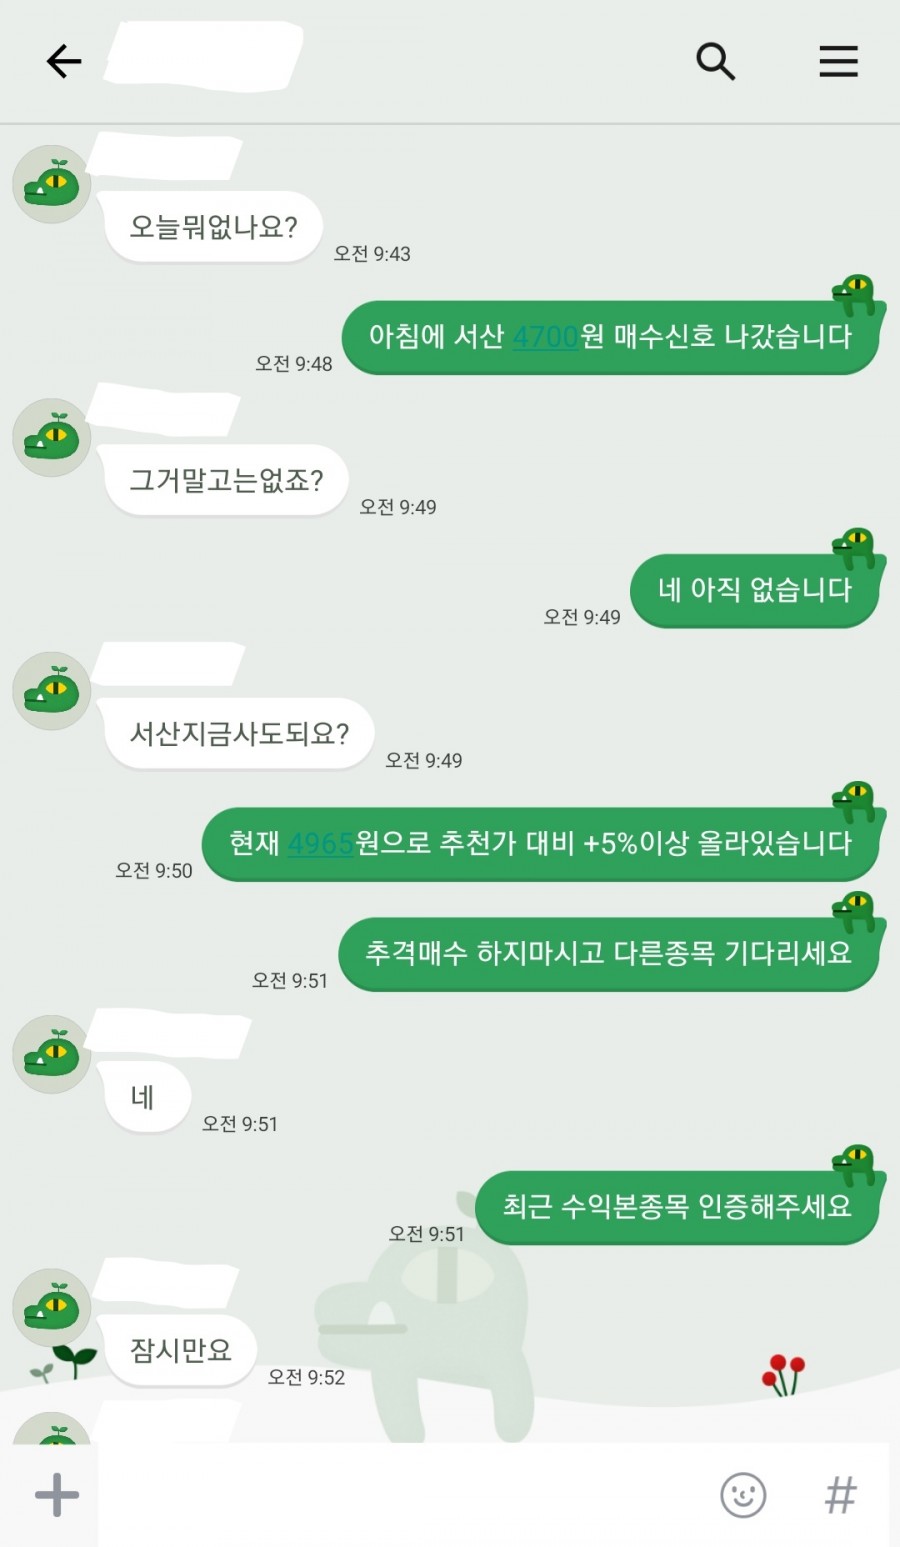 오늘뭐없나요?
오전 9:43
아침에 서산 4700원 매수신호 나갔습니다
오전 9:48
그거말고는없죠?
오전 9:49
네 아직 없습니다
오전 9:49
서산지금사도되요?
오전 9:49
현재 4965원으로 추천가 대비 +5%이상 올라있습니다
오전 9:50
추격매수 하지마시고 다른종목 기다리세요
오전 9:51
네
오전 9:51
최근 수익본종목 인증해주세요
오전 9:51
잠시만요
오전 9:52
#